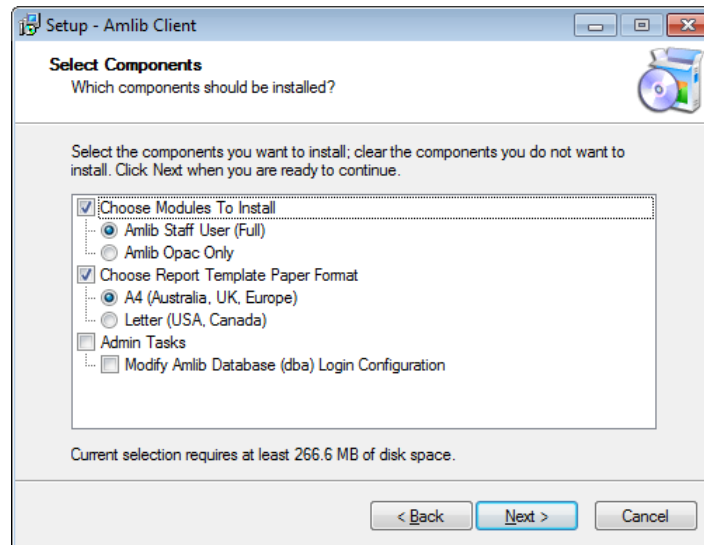 Setup - Amlib Client
Select Components
Which components should be installed?
Select the components you want to install; clear the components you do not want to
install. Click Next when you are ready to continue.
Choose Modules To Install
Amlib Staff User (Full)
Amlib Opac Only
Choose Report Template Paper Format
A4 (Australia, UK, Europe)
Letter (USA, Canada)
Admin Tasks
Modify Amlib Database (dba) Login Configuration
Current selection requires at least 266.6 MB of disk space.
< Back Next > Cancel